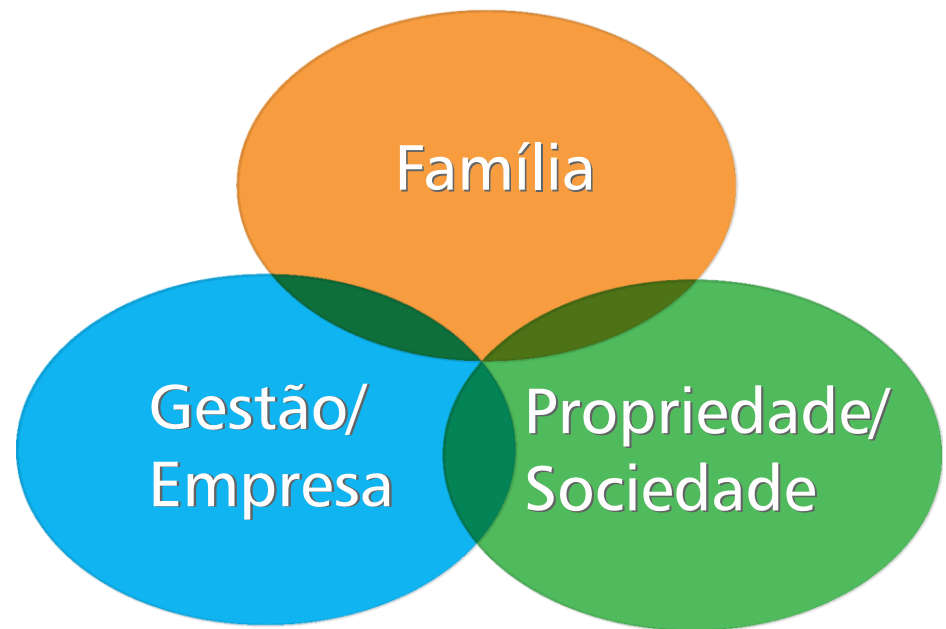 Família
Gestão/
Empresa
Propriedade/
Sociedade